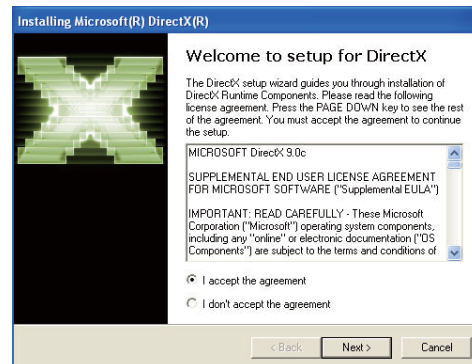 Installing Microsoft(R) DirectX(R)
Welcome to setup for DirectX
The DirectX setup wizard guides you through installation of
DirectX Runtime Components. Please read the following
license agreement. Press the PAGE DOWN key to see the rest
of the agreement. You must accept the agreement to continue
the setup.
MICROSOFT DirectX 9.0c
SUPPLEMENTAL END USER LICENSE AGREEMENT
FOR MICROSOFT SOFTWARE ("Supplemental EULA")
IMPORTANT: READ CAREFULLY - These Microsoft
Corporation ("Microsoft") operating system components,
including any "online" or electronic documentation ("OS
Components") are subject to the terms and conditions of
I accept the agreement
I don't accept the agreement
< Back Next > Cancel